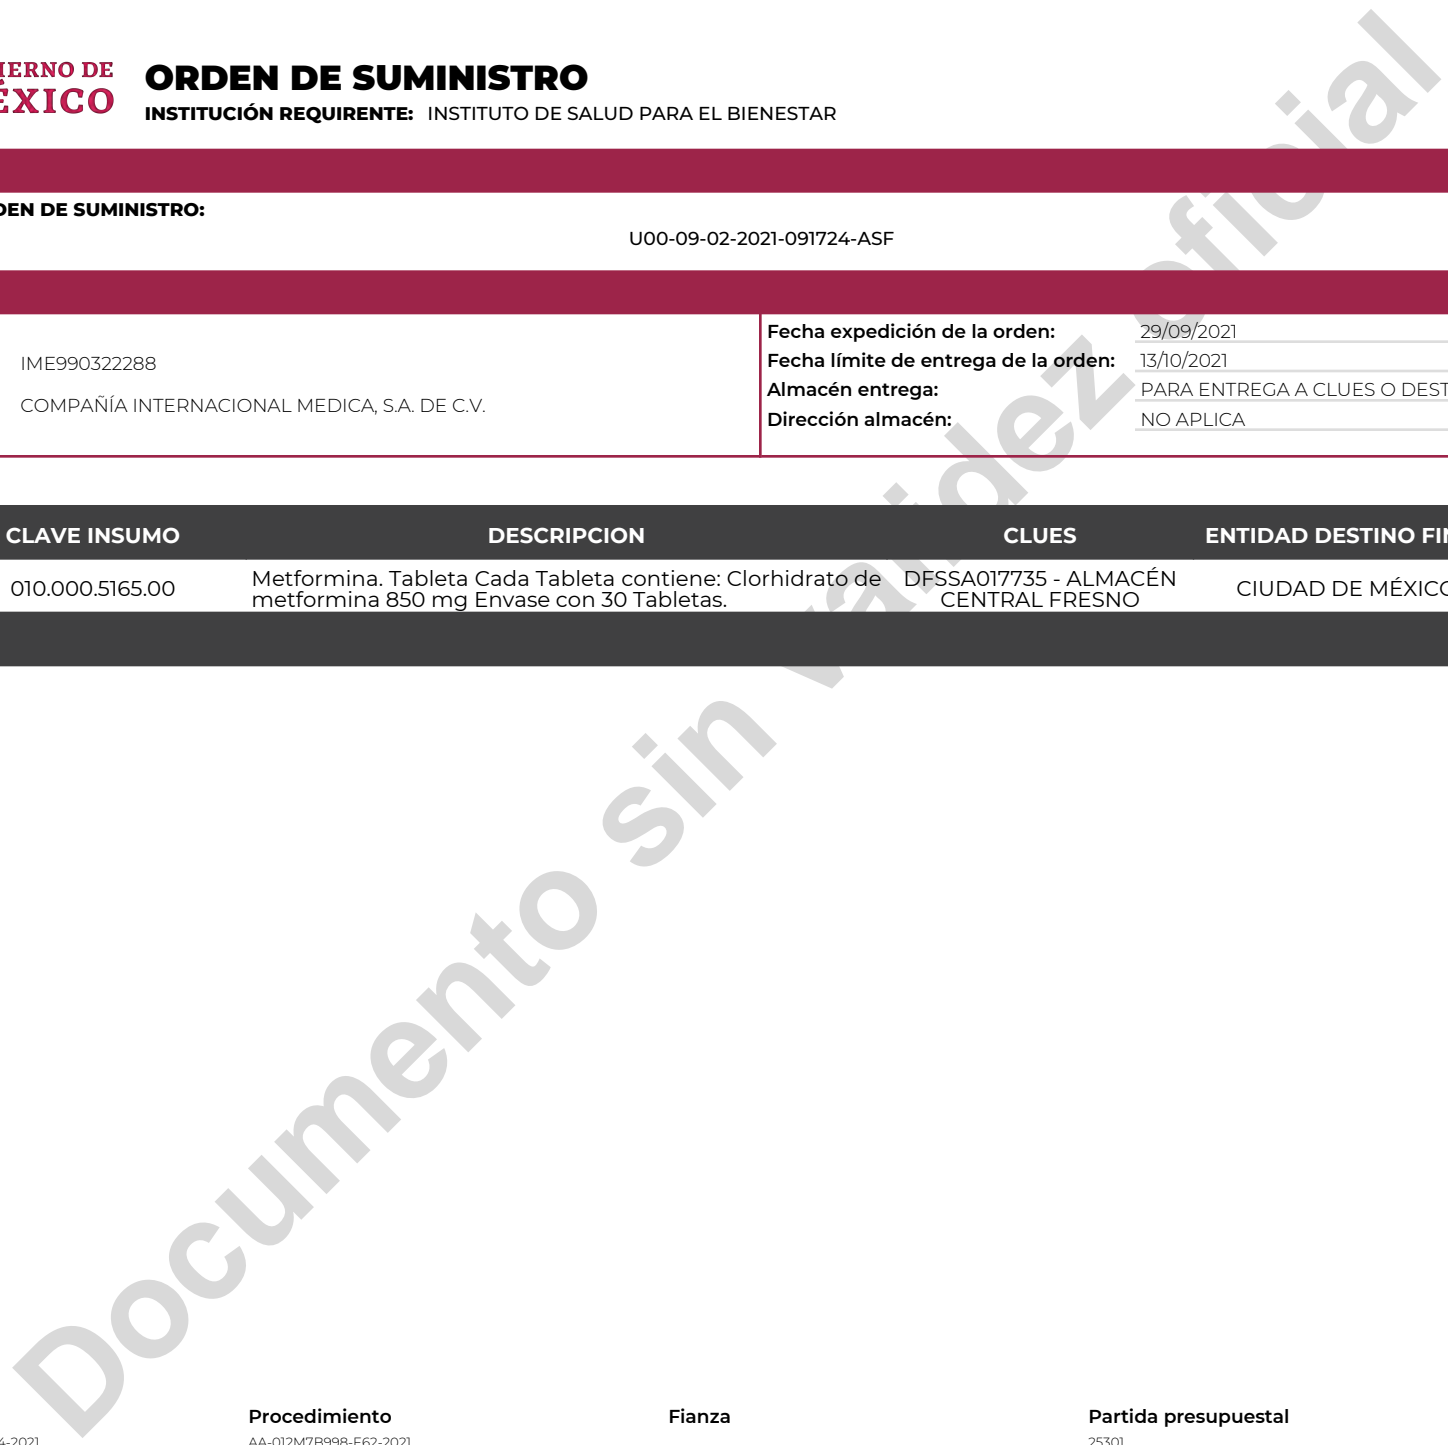 IERNO DE
ÉXICO
ORDEN DE SUMINISTRO
INSTITUCIÓN REQUIRENTE: INSTITUTO DE SALUD PARA EL BIENESTAR
DEN DE SUMINISTRO:
U00-09-02-2021-091724-ASF
IME990322288
COMPAÑÍA INTERNACIONAL MEDICA, S.A. DE C.V.
Fecha expedición de la orden: 29/09/2021
Fecha límite de entrega de la orden: 13/10/2021
Almacén entrega: PARA ENTREGA A CLUES O DEST
Dirección almacén: NO APLICA
CLAVE INSUMO DESCRIPCION CLUES ENTIDAD DESTINO FIN
010.000.5165.00
Metformina. Tableta Cada Tableta contiene: Clorhidrato de
metformina 850 mg Envase con 30 Tabletas.
DFSSA017735 - ALMACÉN
CENTRAL FRESNO
CIUDAD DE MÉXICO
Documento sin validez oficial
Procedimiento Fianza Partida presupuestal
4-2021 AA-012M7B998-E62-2021 25301